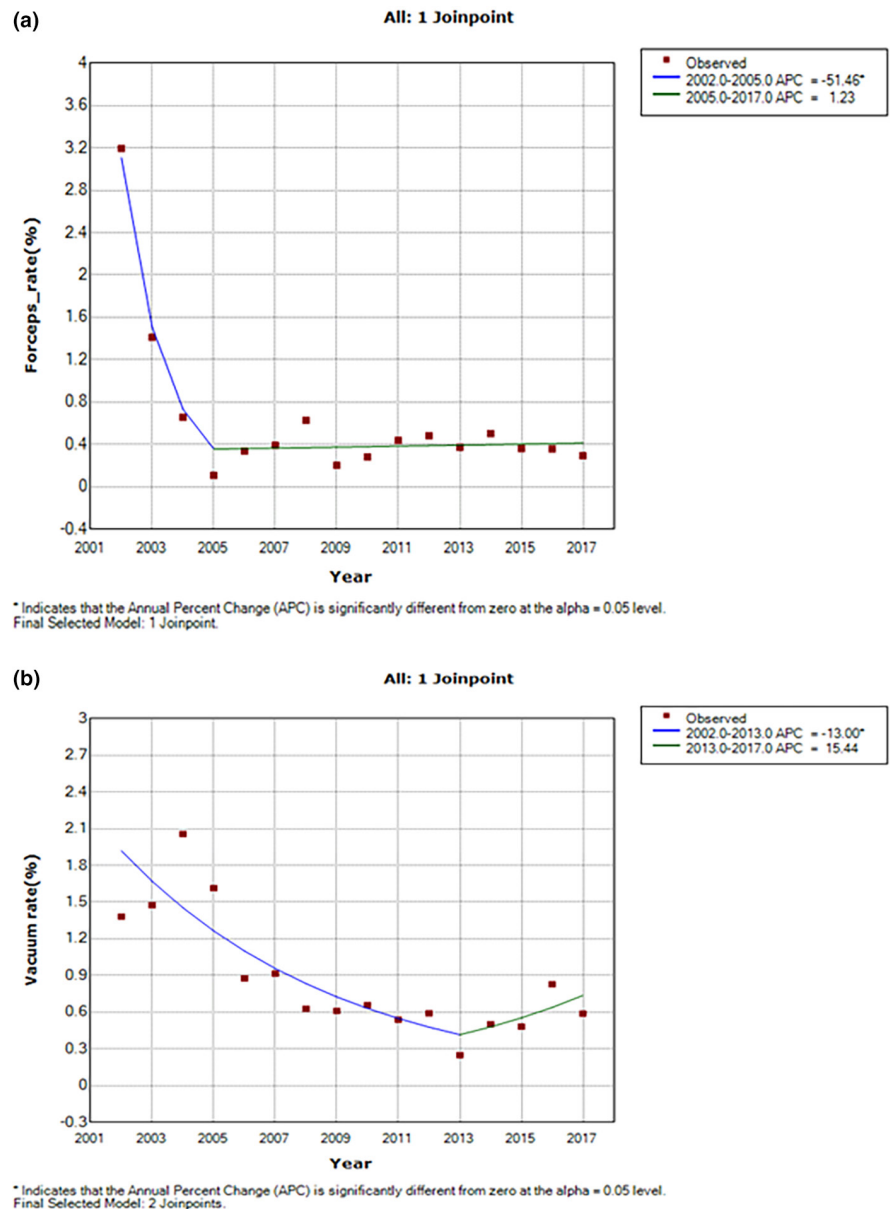 (a)
All: 1 Joinpoint
Observed
2002.0-2005.0 APC = -51.46*
2005.0-2017.0 APC = 1.23
4
3.6
3.2
2.8
2.4
2
1.6
1.2
0.8
0.4
0
-0.4
Forceps_rate(%)
2001 2003 2005 2007 2009 2011 2013 2015 2017
Year
* Indicates that the Annual Percent Change (APC) is significantly different from zero at the alpha = 0.05 level.
Final Selected Model: 1 Joinpoint.
(b)
All: 1 Joinpoint
Observed
2002.0-2013.0 APC = -13.00*
2013.0-2017.0 APC = 15.44
3
2.7
2.4
2.1
1.8
1.5
1.2
0.9
0.6
0.3
0
-0.3
Vacuum rate(%)
2001 2003 2005 2007 2009 2011 2013 2015 2017
Year
* Indicates that the Annual Percent Change (APC) is significantly different from zero at the alpha = 0.05 level.
Final Selected Model: 2 Joinpoints.